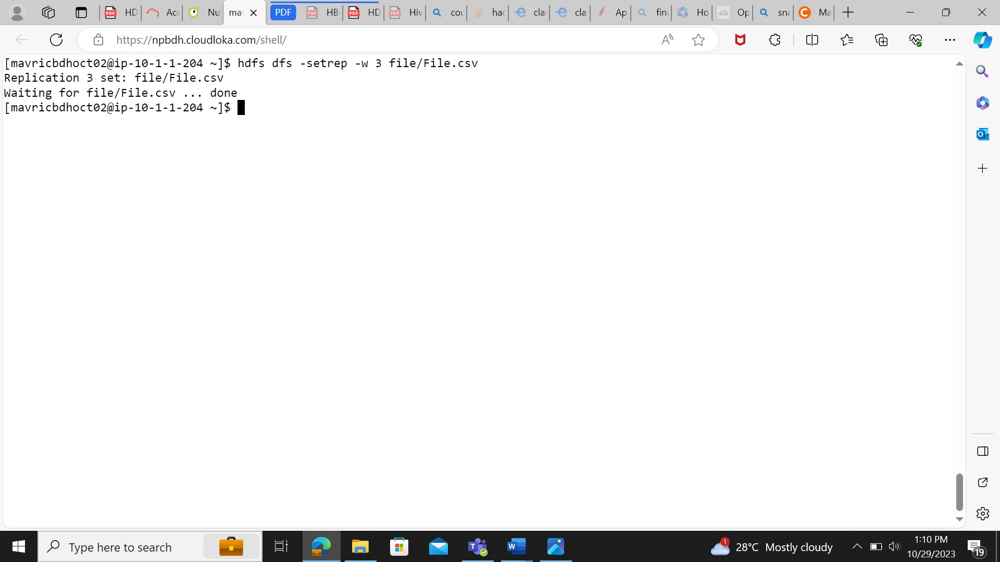 HD
Acc
Nu
mav
PDF
HB
HD
Hiv
cou
hac
cla
cla
Ap
fin
Ho
Op
sna
Ma
https://npbdh.cloudloka.com/shell/
[mavricbdhoct02@ip-10-1-1-204 ~]$ hdfs dfs -setrep -w 3 file/File.csv
Replication 3 set: file/File.csv
Waiting for file/File.csv ... done
[mavricbdhoct02@ip-10-1-1-204 ~]$
Type here to search
1
28°C Mostly cloudy
1:10 PM
10/29/2023
19